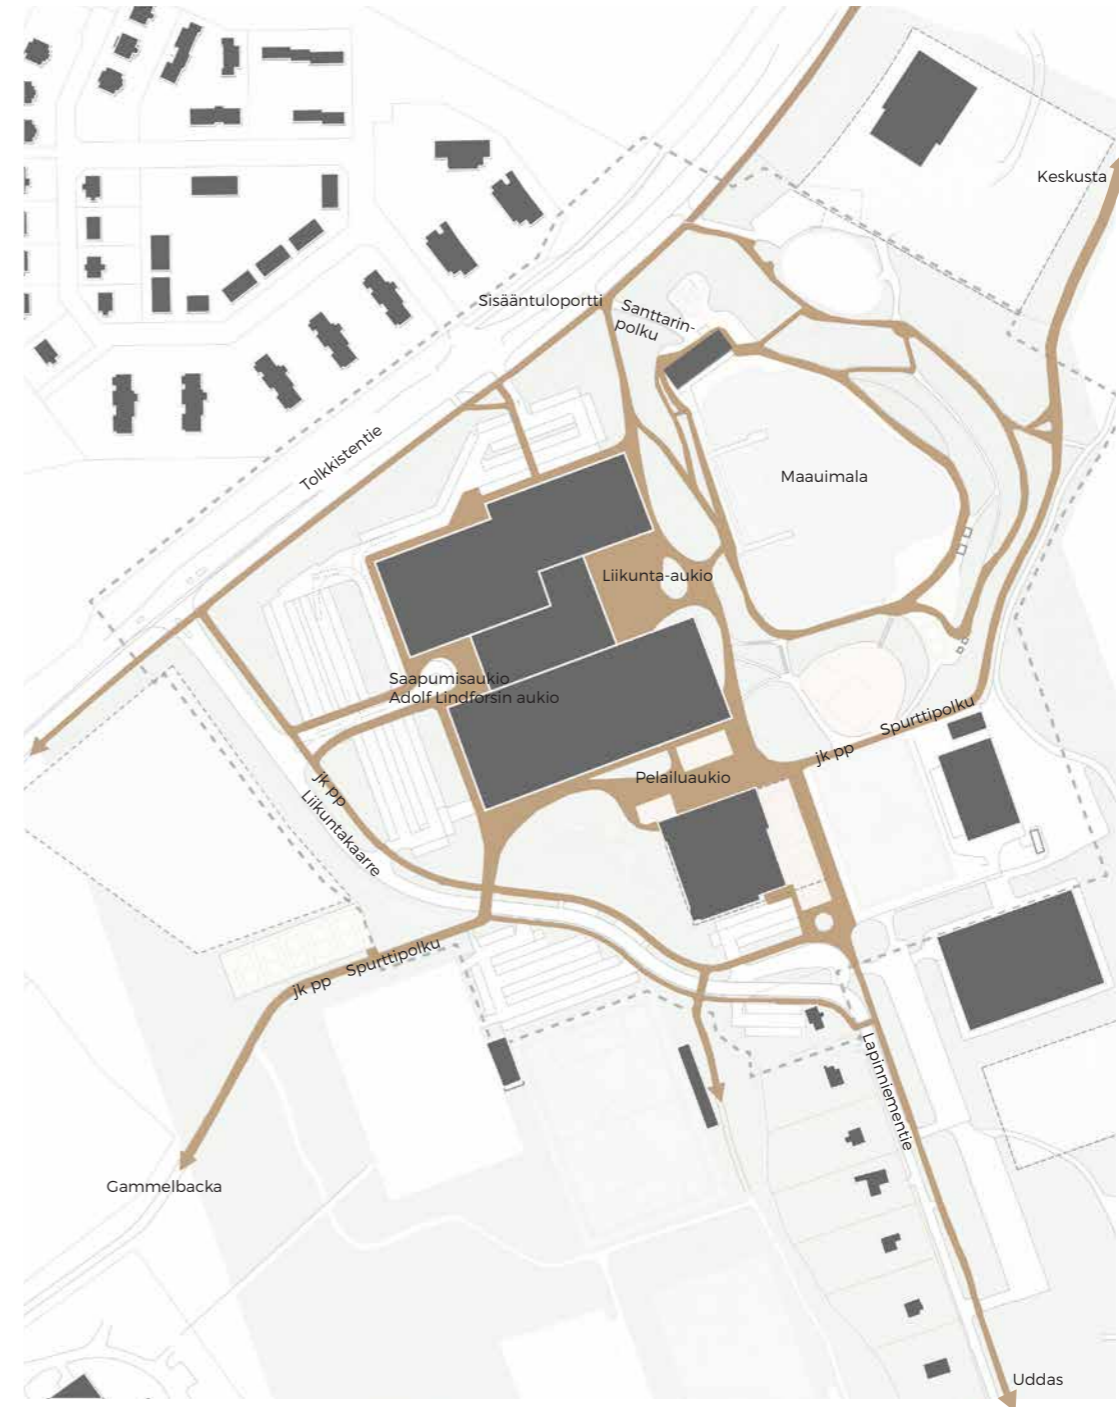 Keskusta
Sisääntuloportti
Santtarin-
polku
Tolkkistentie
Maauimala
Liikunta-aukio
Saapumisaukio
Adolf Lindforsin aukio
Spurttipolku
jk pp
Pelailuaukio
jk pp
Liikuntakaarre
Spurttipolku
jk pp
Lapinniementie
Gammelbacka
Uddas